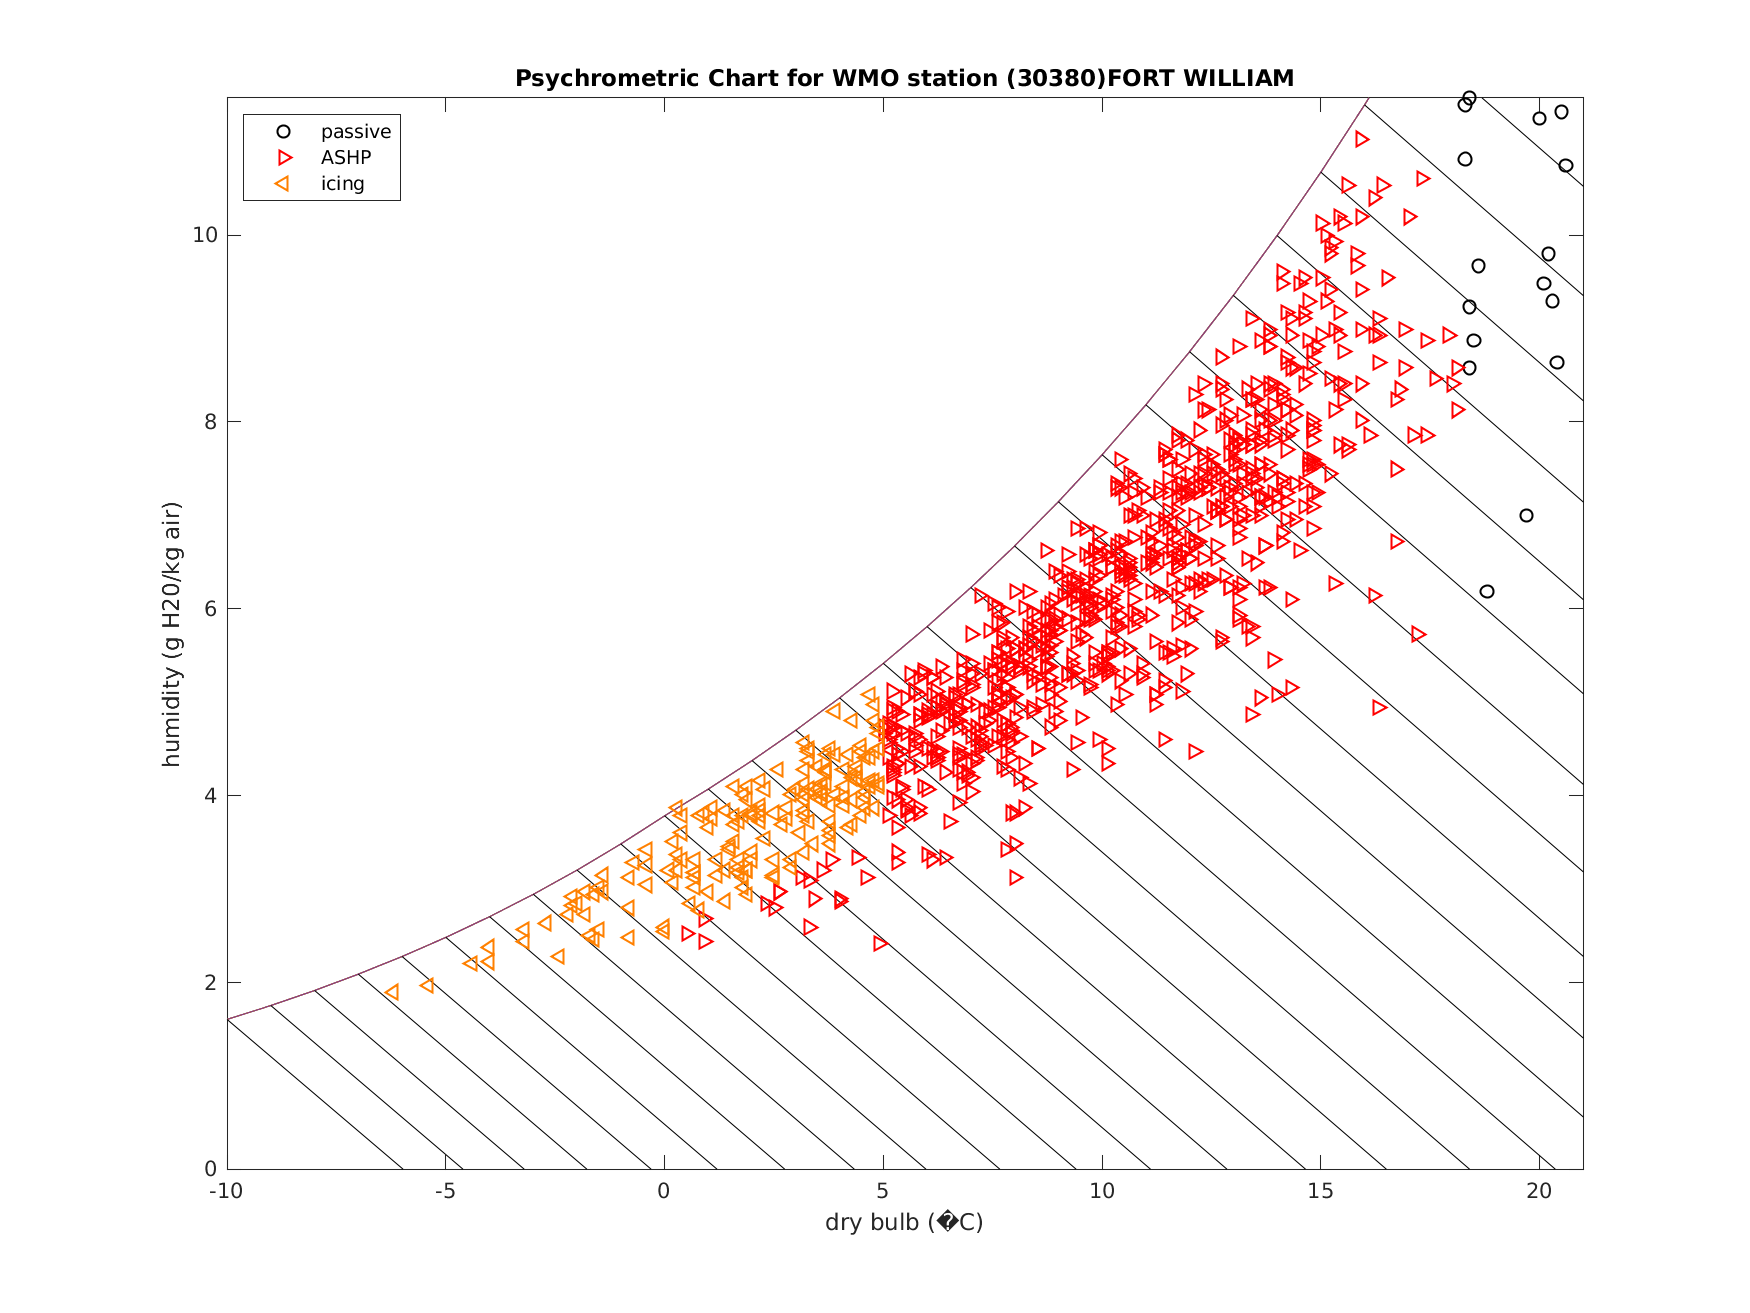 Psychrometric Chart for WMO station (30380)FORT WILLIAM
passive
ASHP
icing
humidity (g H20/kg air)
10
8
6
4
2
0
-10 -5 0 5 10 15 20
dry bulb (�C)